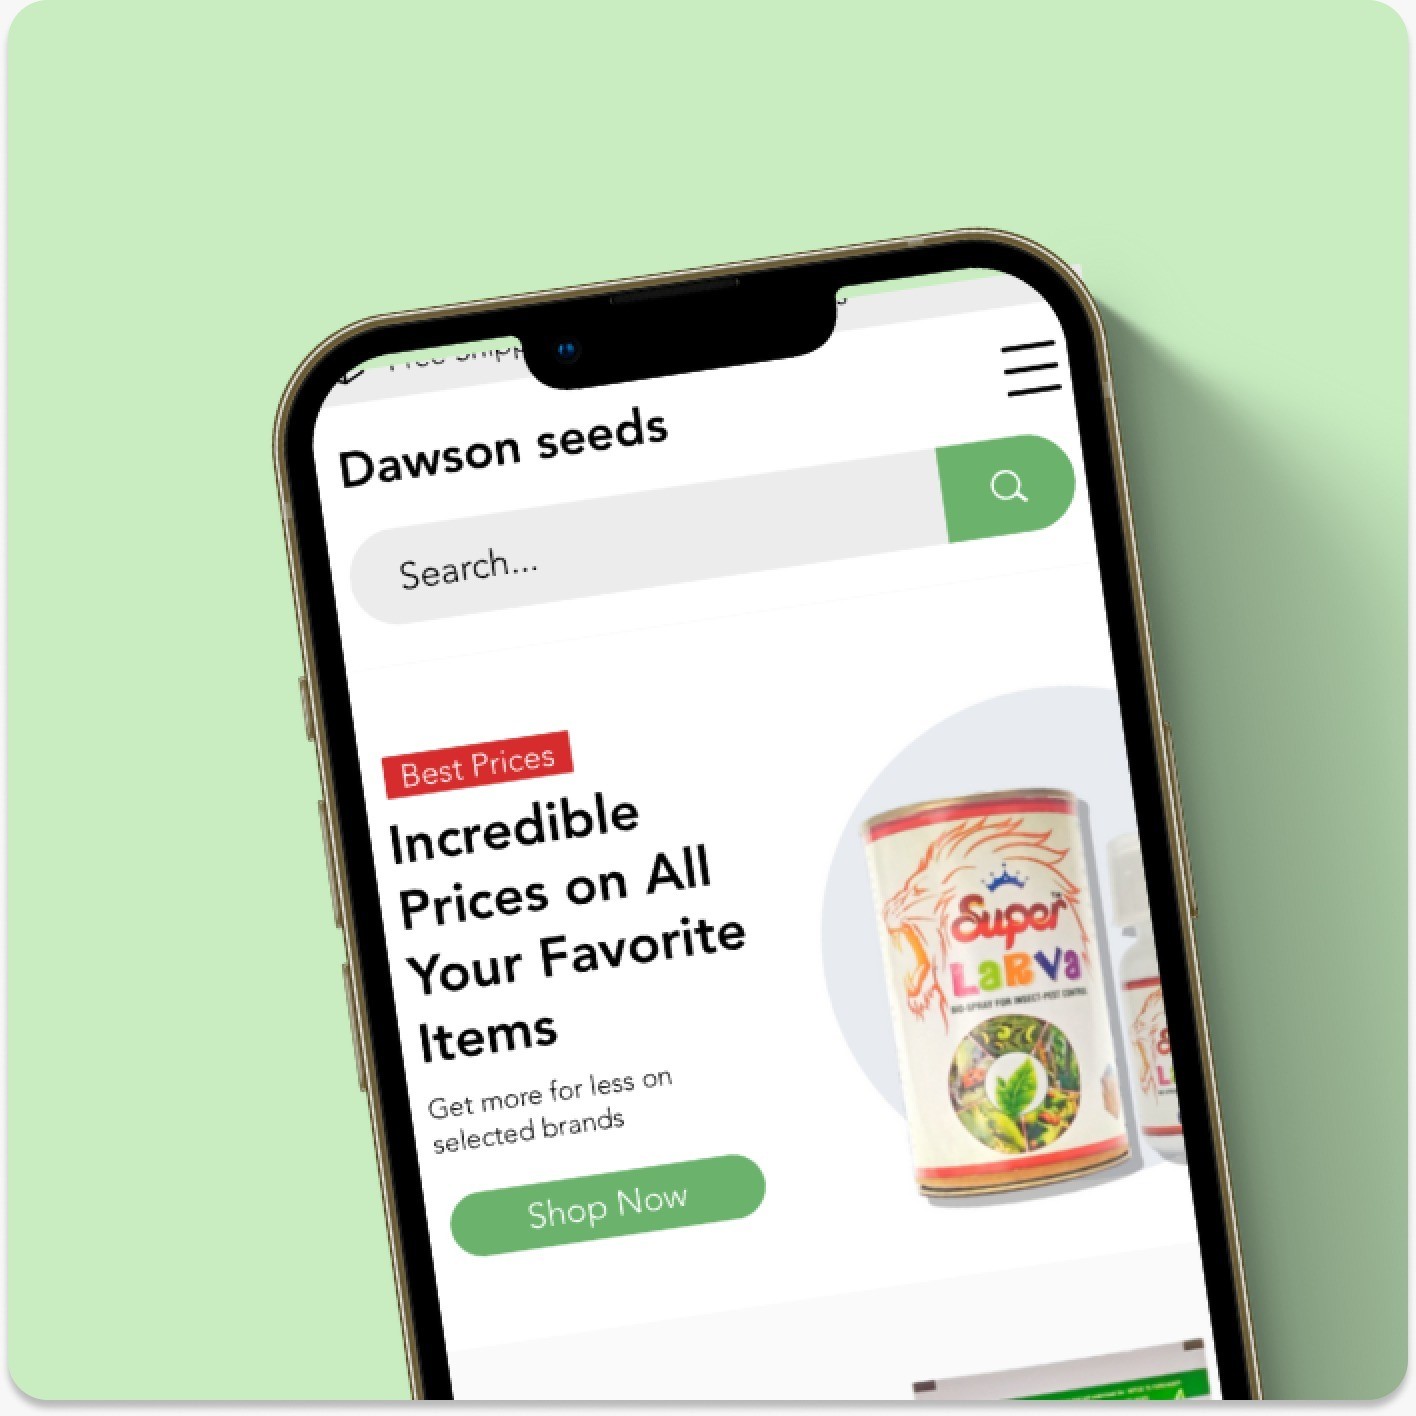 Free Shipp
Dawson seeds
Search...
Best Prices
Incredible
Prices on All
Your Favorite
Items
Get more for less on
selected brands
Shop Now
Super
LaRVa
BIO-SPRAY FOR INSECT-PEST CONTROL